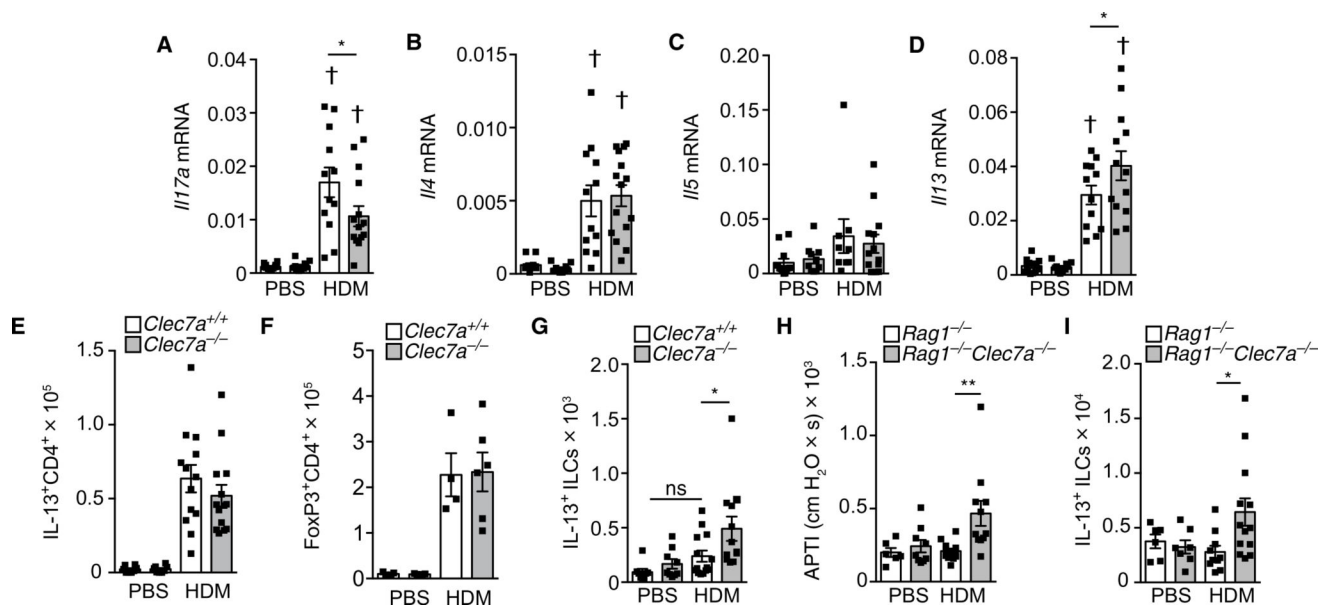 A
Il17a mRNA
0.04
0.03
0.02
0.01
0
*
†
†
PBS HDM
B
Il4 mRNA
0.015
0.010
0.005
0
†
†
PBS HDM
C
Il5 mRNA
0.20
0.15
0.10
0.05
0
PBS HDM
D
Il13 mRNA
0.08
0.06
0.04
0.02
0
*
†
†
PBS HDM
E
Clec7a+/+
Clec7a−/−
IL-13+CD4+ × 10⁵
1.5
1.0
0.5
0
PBS HDM
F
Clec7a+/+
Clec7a−/−
FoxP3+CD4+ × 10⁵
5
4
3
2
1
0
PBS HDM
G
Clec7a+/+
Clec7a−/−
IL-13+ ILCs × 10³
2.0
1.5
1.0
0.5
0
ns
*
PBS HDM
H
Rag1−/−
Rag1−/−Clec7a−/−
APTI (cm H₂O × s) × 10³
1.5
1.0
0.5
0
**
PBS HDM
I
Rag1−/−
Rag1−/−Clec7a−/−
IL-13+ ILCs × 10⁴
2.0
1.5
1.0
0.5
0
*
PBS HDM